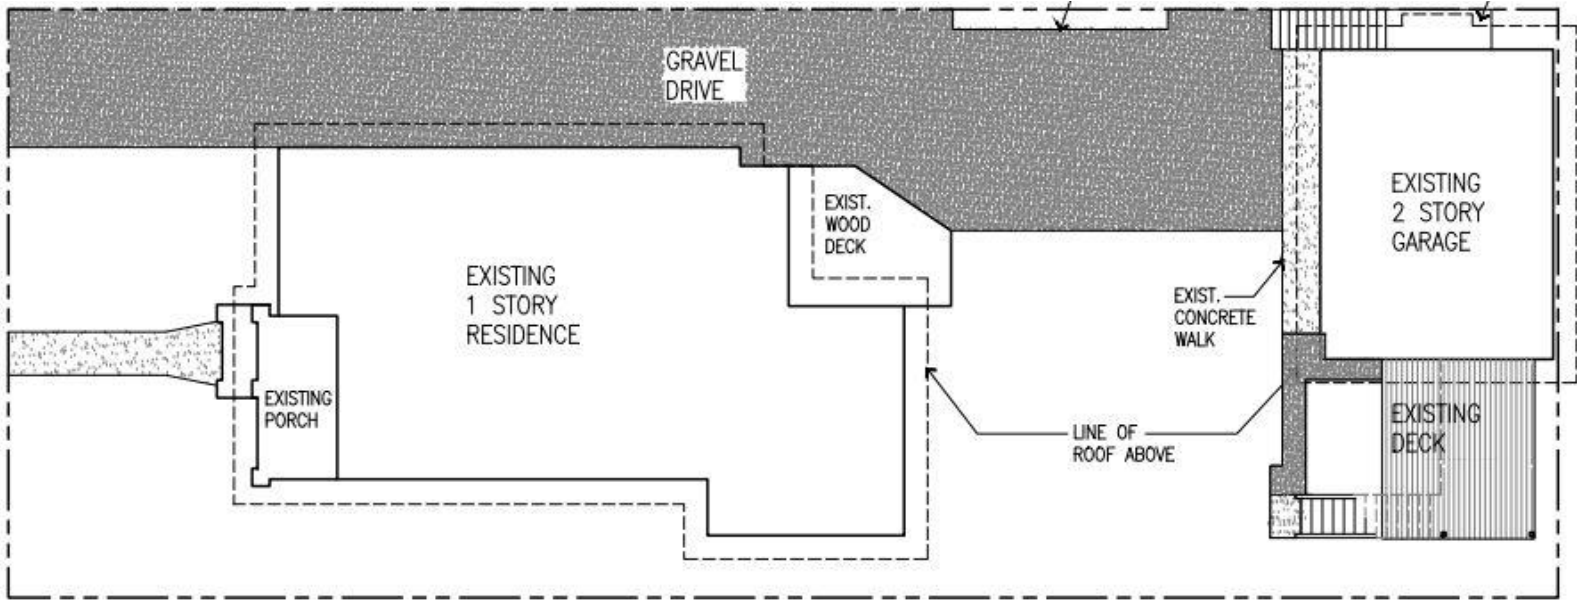 GRAVEL
DRIVE
EXIST.
WOOD
DECK
EXISTING
2 STORY
GARAGE
EXISTING
1 STORY
RESIDENCE
EXIST.
CONCRETE
WALK
EXISTING
PORCH
LINE OF
ROOF ABOVE
EXISTING
DECK